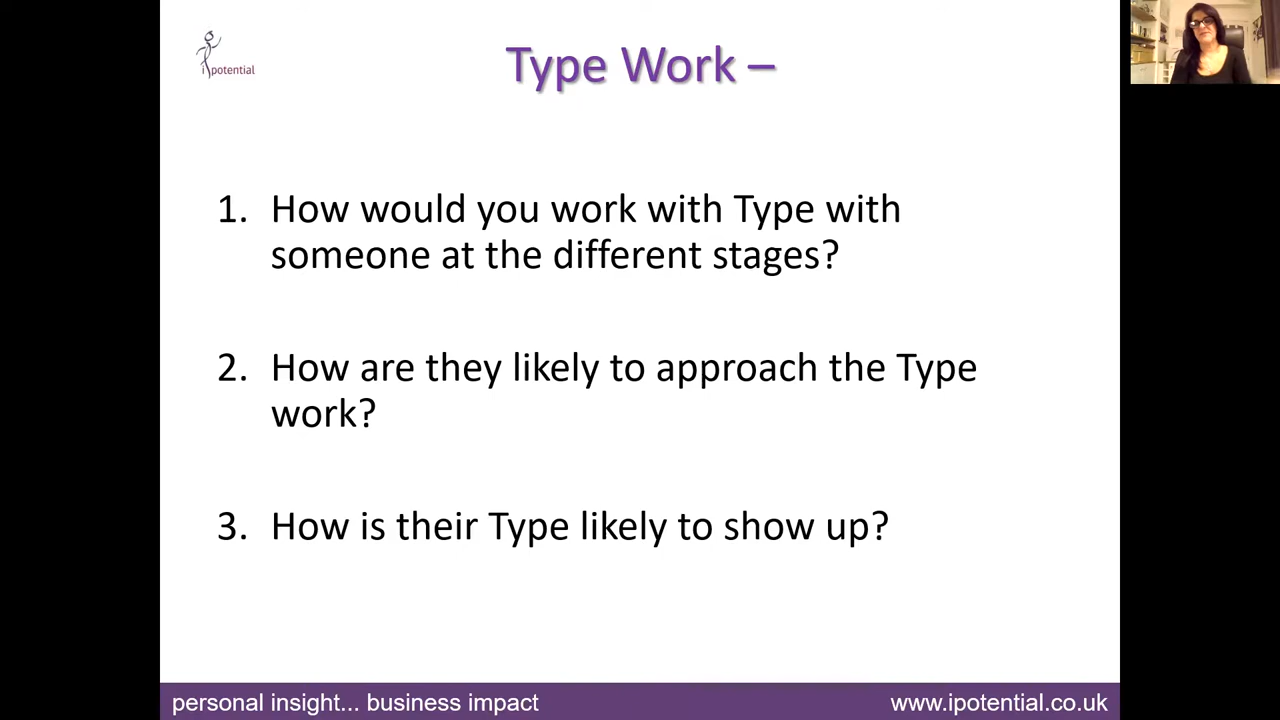 ipotential
Type Work –
1. How would you work with Type with
someone at the different stages?
2. How are they likely to approach the Type
work?
3. How is their Type likely to show up?
personal insight... business impact
www.ipotential.co.uk